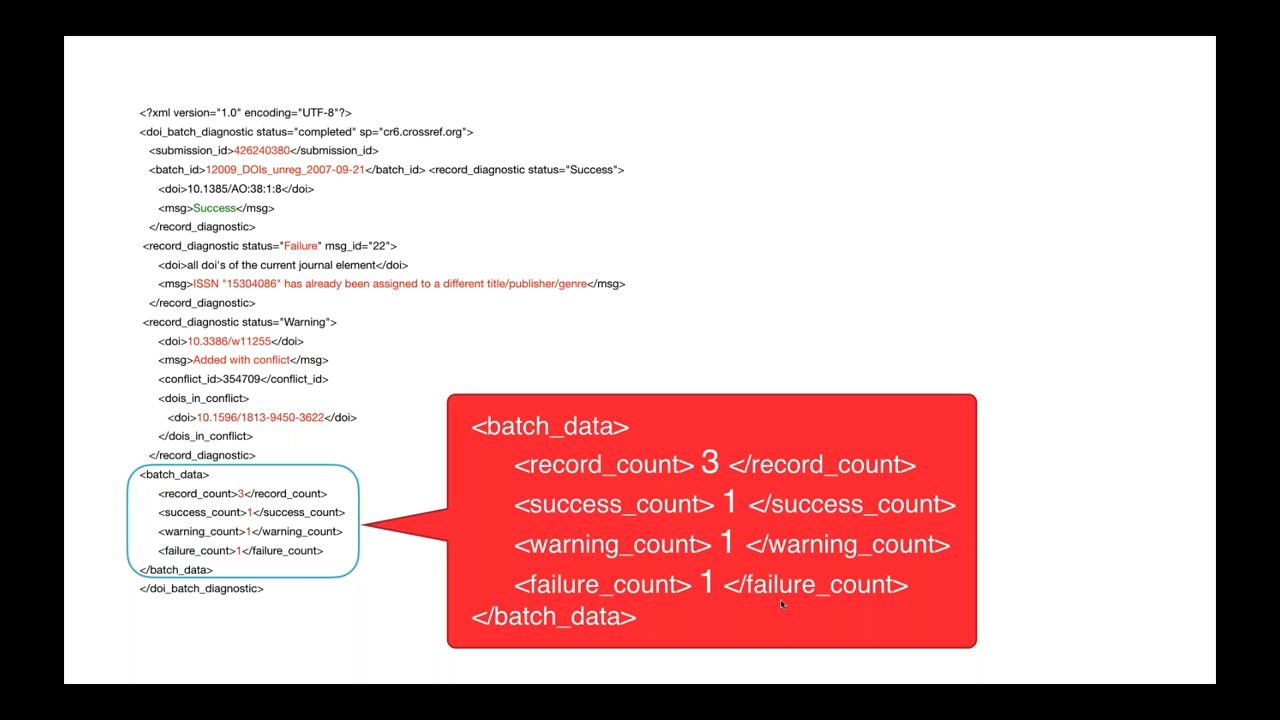 <?xml version="1.0" encoding="UTF-8"?>
<doi_batch_diagnostic status="completed" sp="cr6.crossref.org">
<submission_id>426240380</submission_id>
<batch_id>12009_DOIs_unreg_2007-09-21</batch_id> <record_diagnostic status="Success">
<doi>10.1385/AO:38:1:8</doi>
<msg>Success</msg>
</record_diagnostic>
<record_diagnostic status="Failure" msg_id="22">
<doi>all doi's of the current journal element</doi>
<msg>ISSN "15304086" has already been assigned to a different title/publisher/genre</msg>
</record_diagnostic>
<record_diagnostic status="Warning">
<doi>10.3386/w11255</doi>
<msg>Added with conflict</msg>
<conflict_id>354709</conflict_id>
<dois_in_conflict>
<doi>10.1596/1813-9450-3622</doi>
</dois_in_conflict>
</record_diagnostic>
<batch_data>
<record_count>3</record_count>
<success_count>1</success_count>
<warning_count>1</warning_count>
<failure_count>1</failure_count>
</batch_data>
</doi_batch_diagnostic>
<batch_data>
<record_count> 3 </record_count>
<success_count> 1 </success_count>
<warning_count> 1 </warning_count>
<failure_count> 1 </failure_count>
</batch_data>